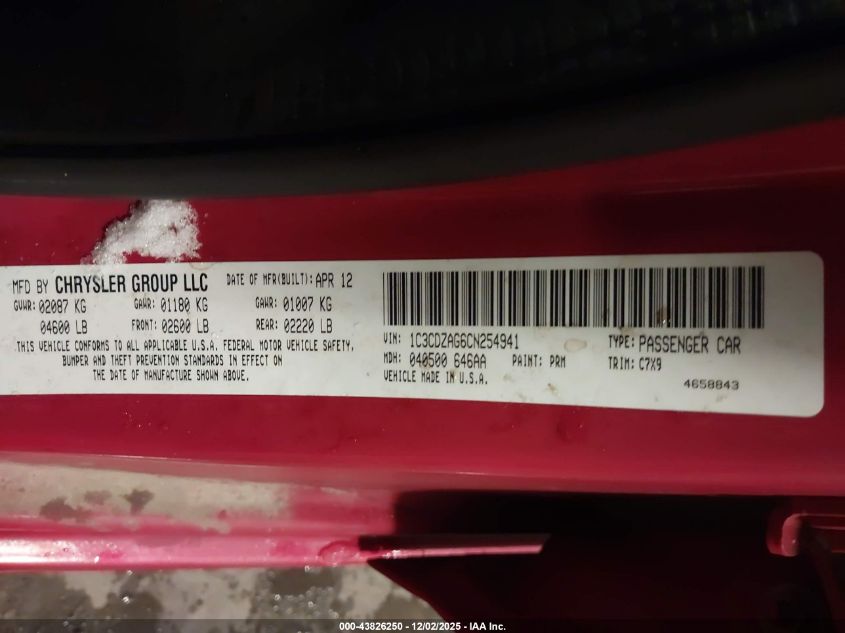 MFD BY CHRYSLER GROUP LLC DATE OF MFR(BUILT): APR 12
GVWR: 02087 KG GAWR: 01180 KG GAWR: 01007 KG
04600 LB FRONT: 02600 LB REAR: 02220 LB
THIS VEHICLE CONFORMS TO ALL APPLICABLE U.S.A. FEDERAL MOTOR VEHICLE SAFETY,
BUMPER AND THEFT PREVENTION STANDARDS IN EFFECT ON
THE DATE OF MANUFACTURE SHOWN ABOVE.
VIN: 1C3CDZAG6CN254941 TYPE: PASSENGER CAR
MDH: 040500 646AA PAINT: PRM TRIM: C7X9
VEHICLE MADE IN U.S.A. 4658843
000-43826250 - 12/02/2025 - IAA Inc.